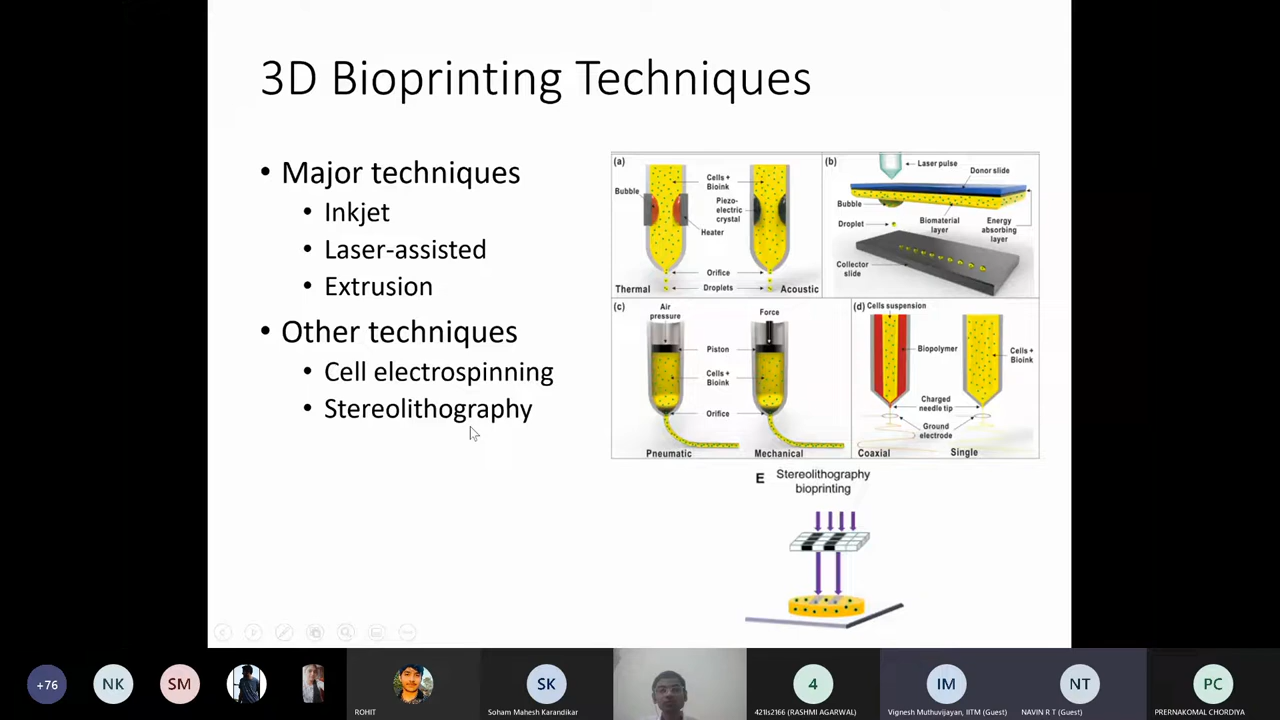 3D Bioprinting Techniques
• Major techniques
• Inkjet
• Laser-assisted
• Extrusion
• Other techniques
• Cell electrospinning
• Stereolithography
(a)
Bubble
Cells +
Bioink
Piezo-
electric
crystal
Heater
Orifice
Droplets
Thermal
Acoustic
(b)
Laser pulse
Donor slide
Bubble
Droplet
Biomaterial
layer
Energy
absorbing
layer
Collector
slide
(c)
Air
pressure
Force
Piston
Cells +
Bioink
Orifice
Pneumatic
Mechanical
(d)
Cells suspension
Biopolymer
Cells +
Bioink
Charged
needle tip
Ground
electrode
Coaxial
Single
E Stereolithography
bioprinting
+76
NK
SM
ROHIT
SK
Soham Mahesh Karandikar
4
421ls2166 (RASHMI AGARWAL)
IM
Vignesh Muthuvijayan, IITM (Guest)
NT
NAVIN R T (Guest)
PC
PRERNAKOMAL CHORDIYA